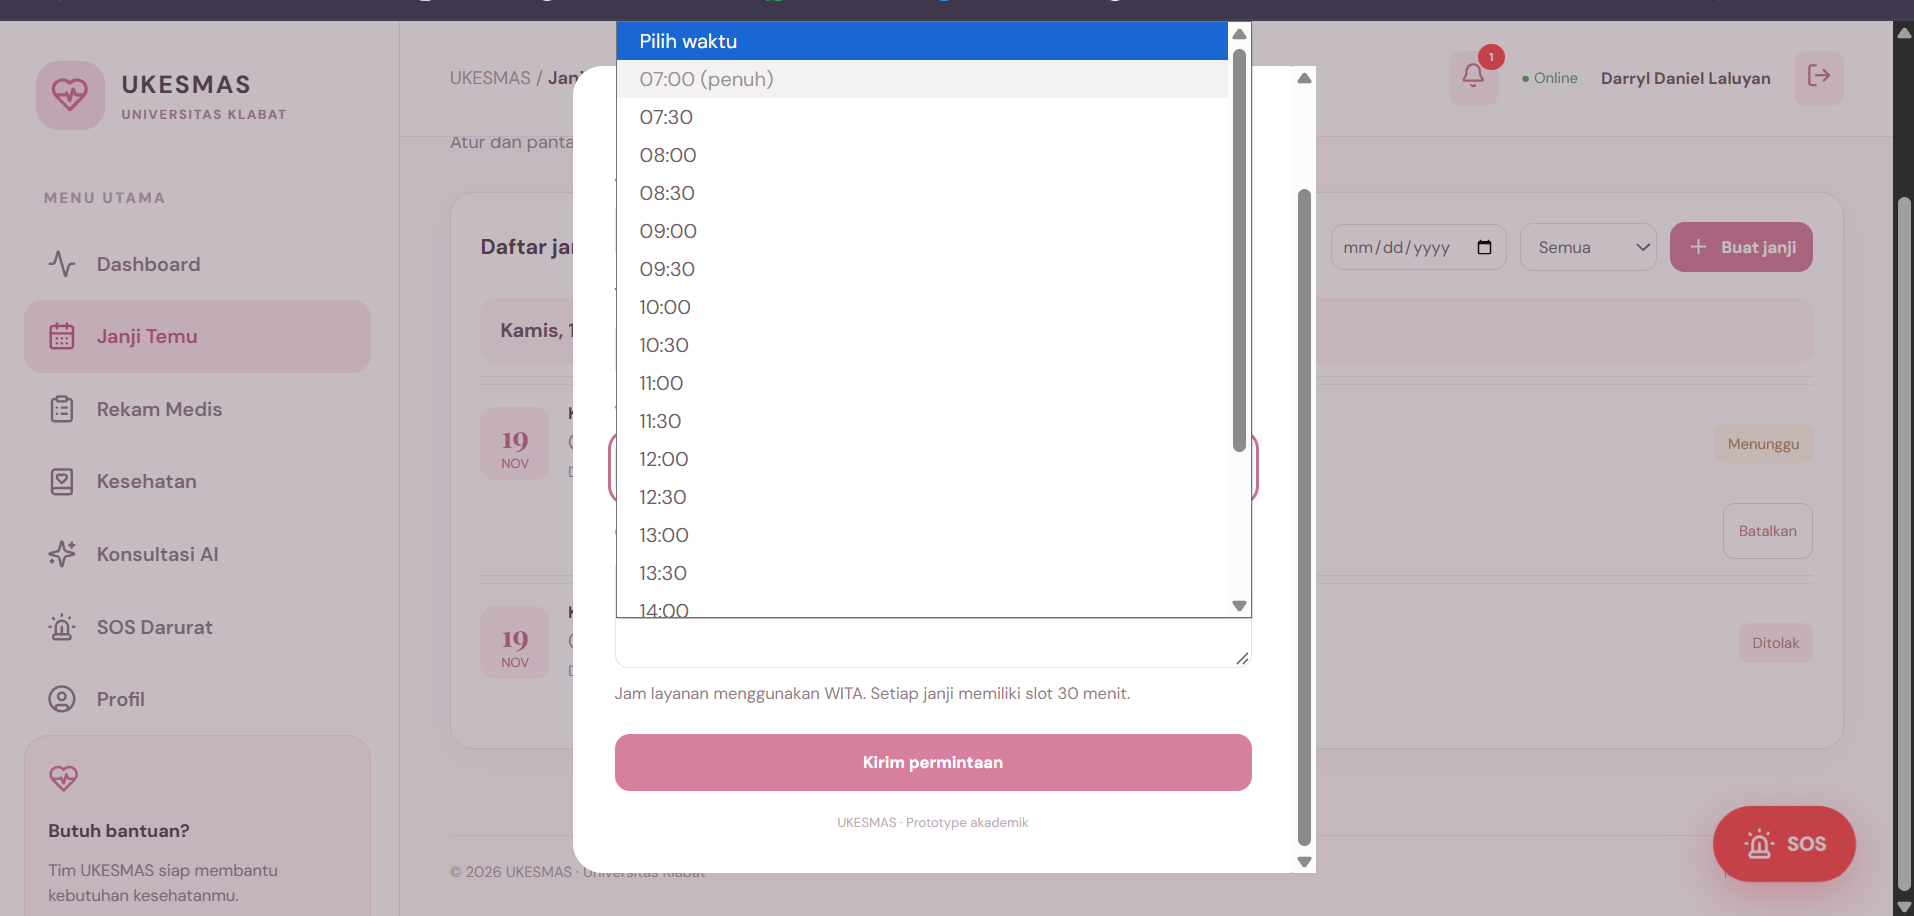 UKESMAS
UNIVERSITAS KLABAT
MENU UTAMA
Dashboard
Janji Temu
Rekam Medis
Kesehatan
Konsultasi AI
SOS Darurat
Profil
Butuh bantuan?
Tim UKESMAS siap membantu
kebutuhan kesehatanmu.
UKESMAS /
1
Online
Darryl Daniel Laluyan
Atur dan
Daftar
mm/dd/yyyy
Semua
+ Buat janji
Kamis,
19
NOV
Menunggu
Batalkan
19
NOV
Ditolak
Pilih waktu
07:00 (penuh)
07:30
08:00
08:30
09:00
09:30
10:00
10:30
11:00
11:30
12:00
12:30
13:00
13:30
14:00
Jam layanan menggunakan WITA. Setiap janji memiliki slot 30 menit.
Kirim permintaan
UKESMAS · Prototype akademik
© 2026 UKESMAS · Universitas Klabat
SOS